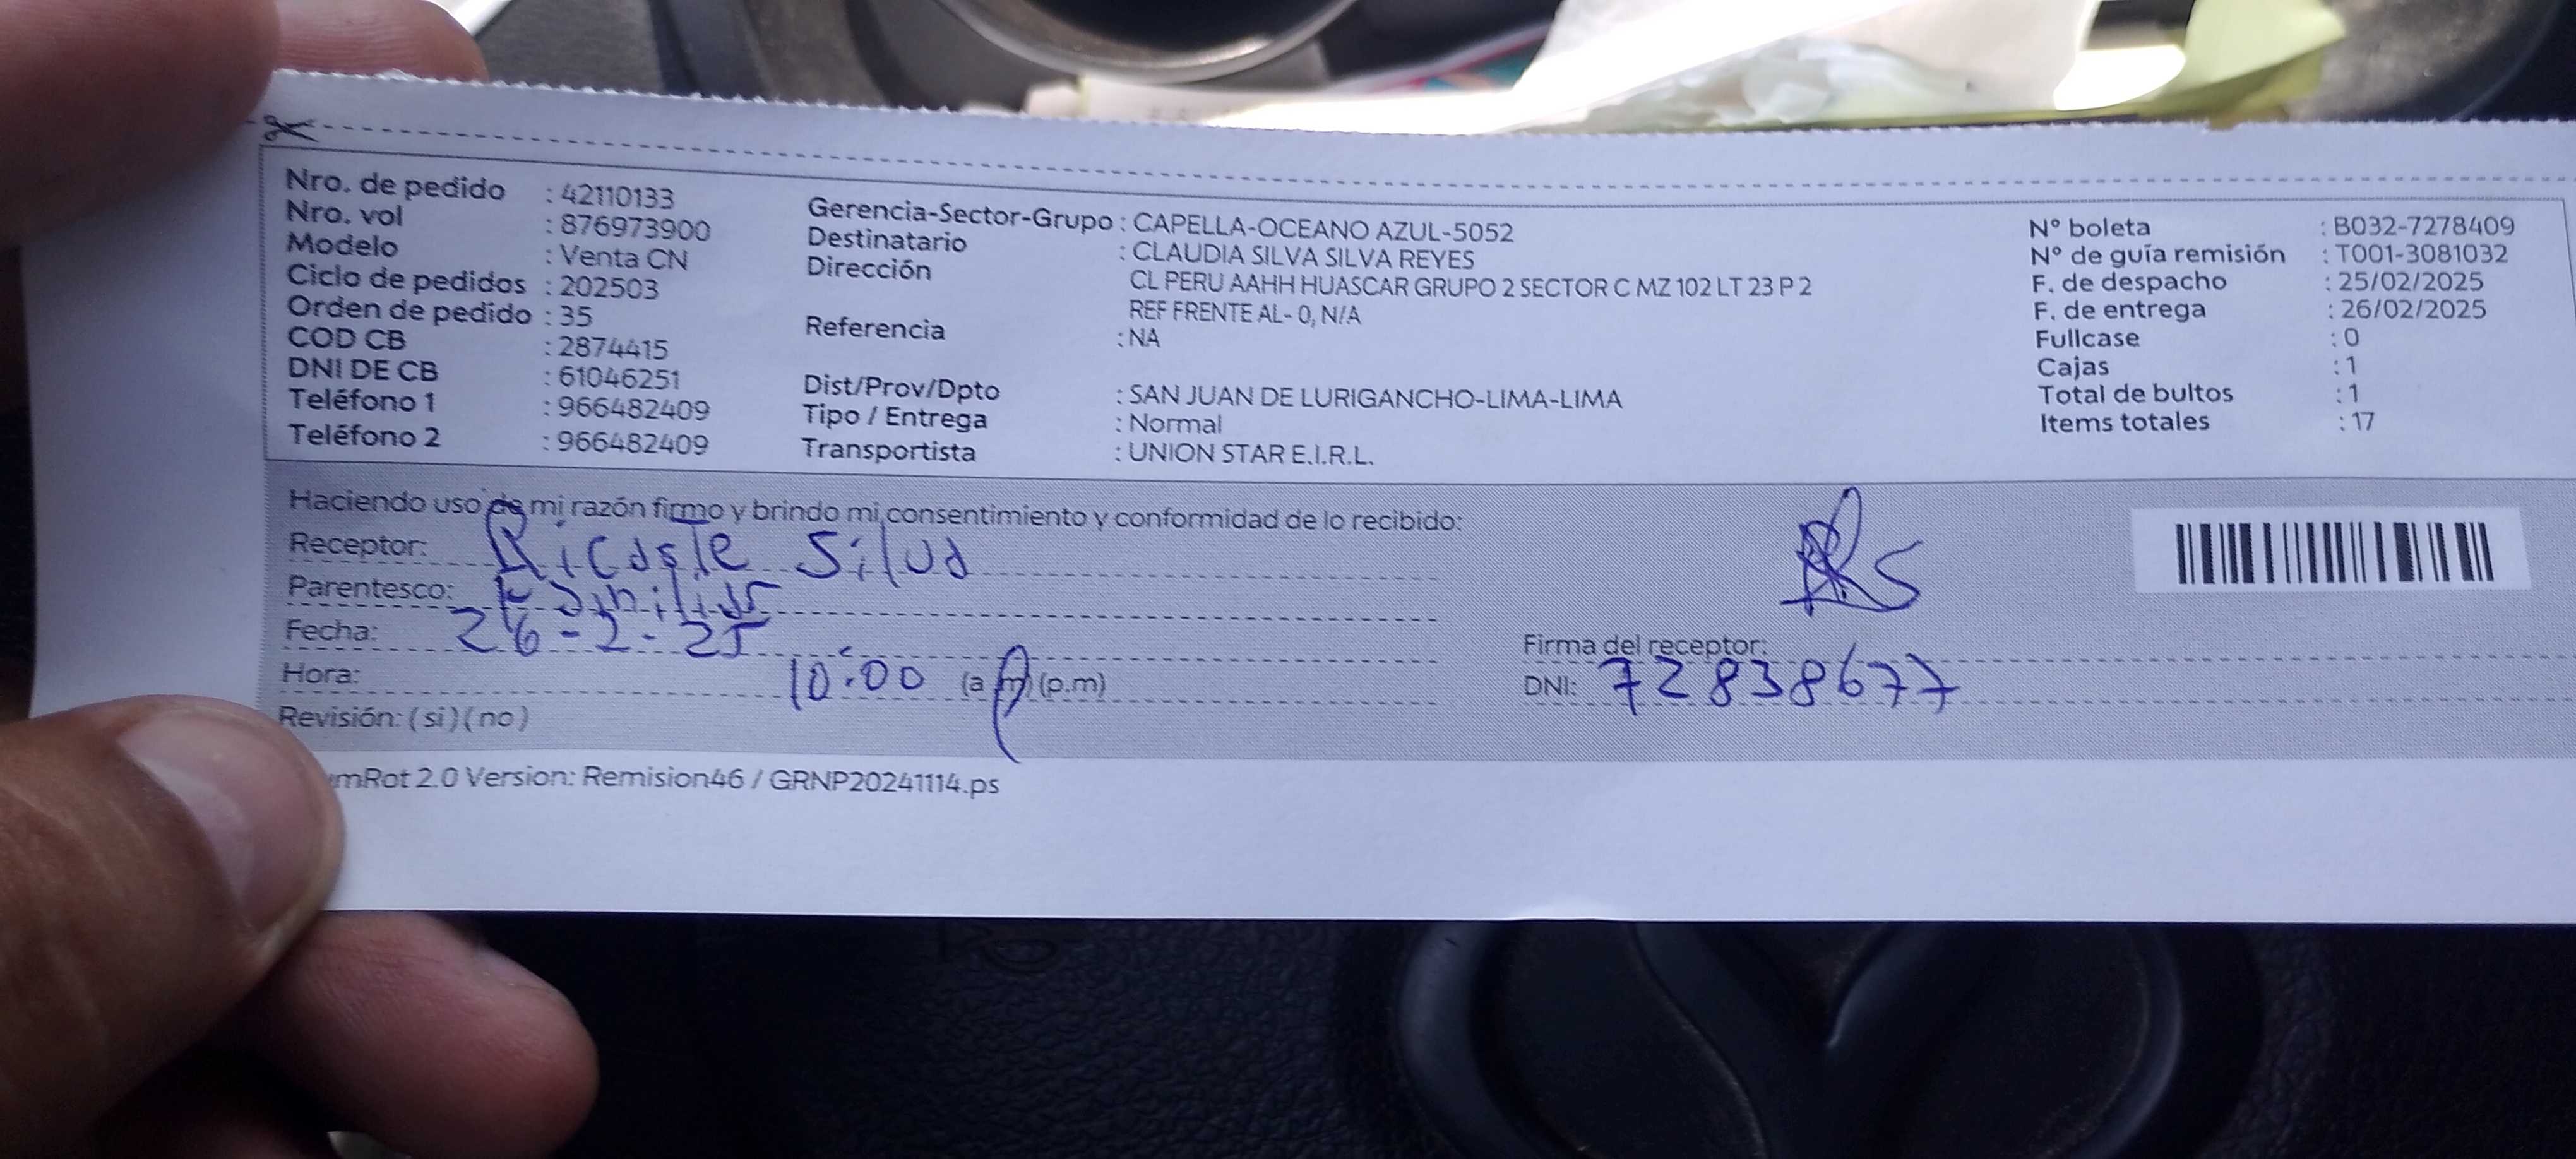 Nro. de pedido : 42110133
Nro. vol : 876973900
Modelo : Venta CN
Ciclo de pedidos : 202503
Orden de pedido : 35
COD CB : 2874415
DNI DE CB : 61046251
Teléfono 1 : 966482409
Teléfono 2 : 966482409
Gerencia-Sector-Grupo : CAPELLA-OCEANO AZUL-5052
Destinatario : CLAUDIA SILVA SILVA REYES
Dirección CL PERU AAHH HUASCAR GRUPO 2 SECTOR C MZ 102 LT 23 P 2
REF FRENTE AL- 0, N/A
Referencia : NA
Dist/Prov/Dpto : SAN JUAN DE LURIGANCHO-LIMA-LIMA
Tipo / Entrega : Normal
Transportista : UNION STAR E.I.R.L.
N° boleta : B032-7278409
N° de guía remisión : T001-3081032
F. de despacho : 25/02/2025
F. de entrega : 26/02/2025
Fullcase : 0
Cajas : 1
Total de bultos : 1
Items totales : 17
Haciendo uso de mi razón firmo y brindo mi consentimiento y conformidad de lo recibido:
Receptor: Silva
Parentesco: Familiar
Fecha: 26-2-25
Hora: 10:00 (a.m) (p.m)
Revisión: ( si ) ( no )
Firma del receptor:
DNI: 72838677
mRot 2.0 Version: Remision46 / GRNP20241114.ps